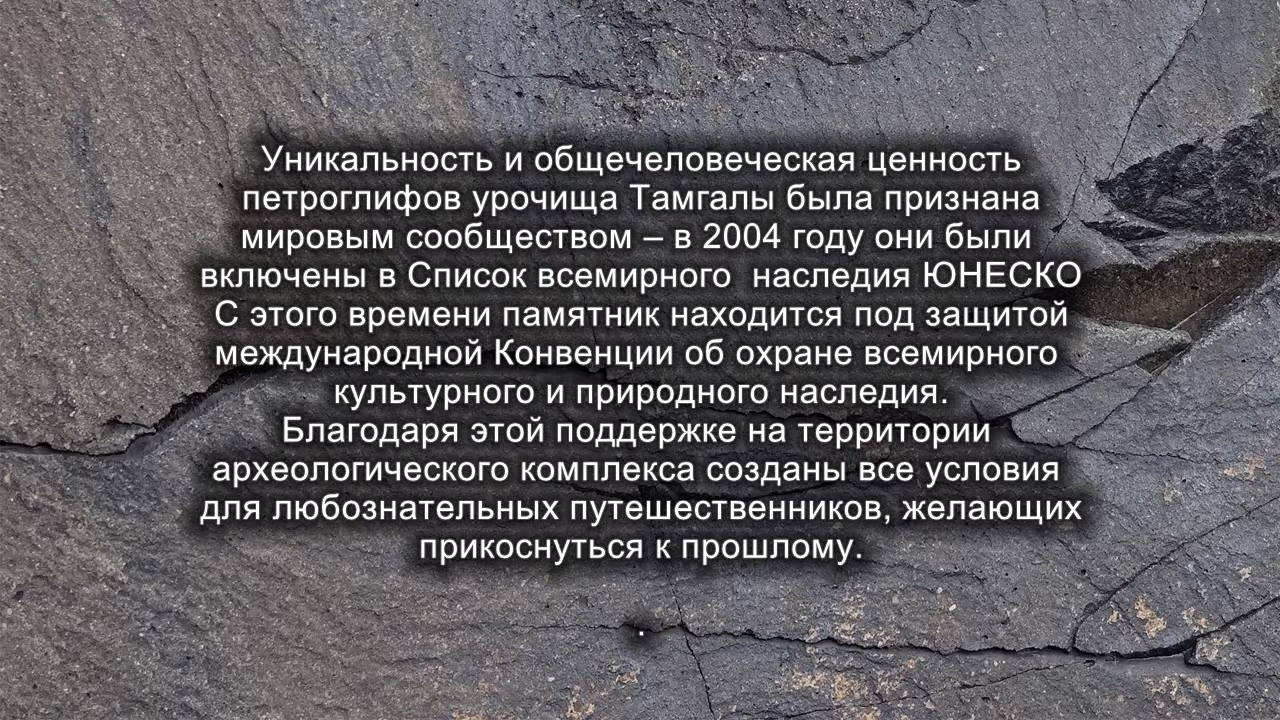 Уникальность и общечеловеческая ценность
петроглифов урочища Тамгалы была признана
мировым сообществом – в 2004 году они были
включены в Список всемирного  наследия ЮНЕСКО
С этого времени памятник находится под защитой
международной Конвенции об охране всемирного
культурного и природного наследия.
Благодаря этой поддержке на территории
археологического комплекса созданы все условия
для любознательных путешественников, желающих
прикоснуться к прошлому.
.